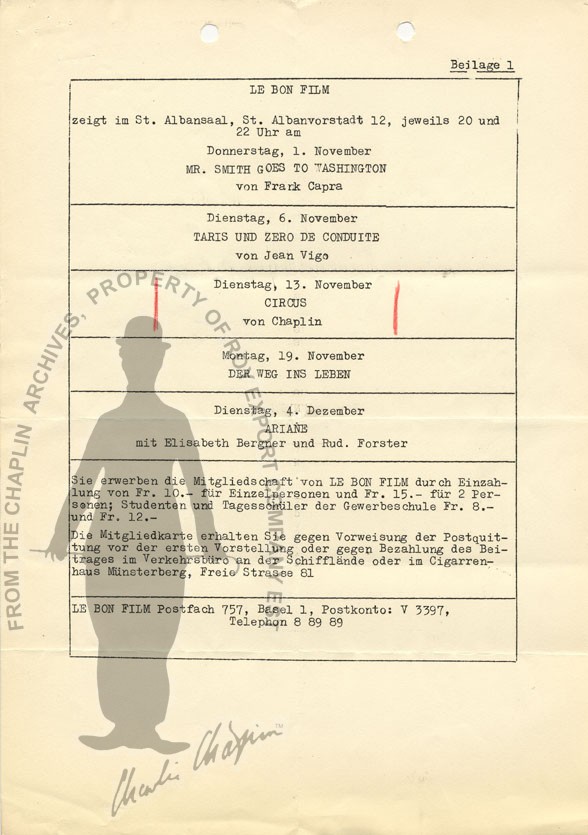 Beilage 1
LE BON FILM
zeigt im St. Albansaal, St. Albanvorstadt 12, jeweils 20 und
22 Uhr am
Donnerstag, 1. November
MR. SMITH GOES TO WASHINGTON
von Frank Capra
Dienstag, 6. November
TARIS UND ZERO DE CONDUITE
von Jean Vigo
Dienstag, 13. November
CIRCUS
von Chaplin
Montag, 19. November
DER WEG INS LEBEN
Dienstag, 4. Dezember
ARIANE
mit Elisabeth Bergner und Rud. Forster
Sie erwerben die Mitgliedschaft von LE BON FILM durch Einzah-
lung von Fr. 10.- für Einzelpersonen und Fr. 15.- für 2 Per-
sonen; Studenten und Tagesschüler der Gewerbeschule Fr. 8.-
und Fr. 12.-
Die Mitgliedkarte erhalten Sie gegen Vorweisung der Postquit-
tung vor der ersten Vorstellung oder gegen Bezahlung des Bei-
trages im Verkehrsbüro an der Schifflände oder im Cigarren-
haus Münsterberg, Freie Strasse 81
LE BON FILM Postfach 757, Basel 1, Postkonto: V 3397,
Telephon 8 89 89
FROM THE CHAPLIN ARCHIVES, PROPERTY OF ROY EXPORT COMPANY EST.
Charlie Chaplin™